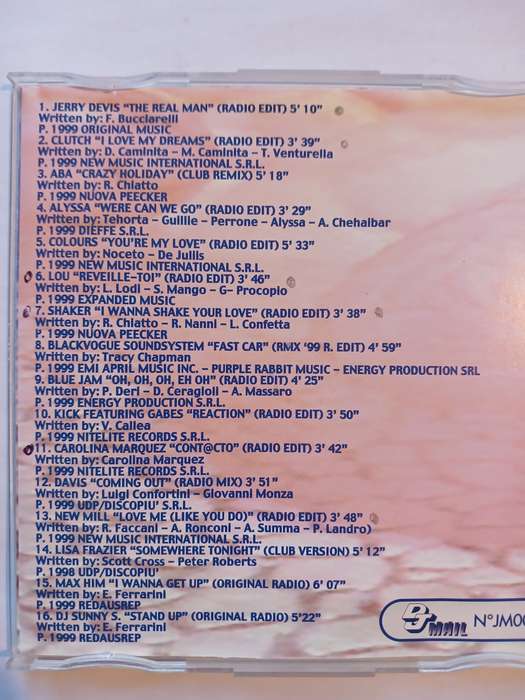 1. JERRY DEVIS "THE REAL MAN" (RADIO EDIT) 5' 10"
Written by: F. Bucciarelli
P. 1999 ORIGINAL MUSIC
2. CLUTCH "I LOVE MY DREAMS" (RADIO EDIT) 3' 39"
Written by: D. Caminita – M. Caminita – T. Venturella
P. 1999 NEW MUSIC INTERNATIONAL S.R.L.
3. ABA "CRAZY HOLIDAY" (CLUB REMIX) 5' 18"
Written by: R. Chiatto
P. 1999 NUOVA PEECKER
4. ALYSSA "WERE CAN WE GO" (RADIO EDIT) 3' 29"
Written by: Tehorta – Gullile – Perrone – Alyssa – A. Chehaibar
P. 1999 DIEFFE S.R.L.
5. COLOURS "YOU'RE MY LOVE" (RADIO EDIT) 5' 33"
Written by: Noceto – De Juliis
P. 1999 NEW MUSIC INTERNATIONAL S.R.L.
6. LOU "REVEILLE–TOI" (RADIO EDIT) 3' 46"
Written by: L. Lodi – S. Mango – G– Procopio
P. 1999 EXPANDED MUSIC
7. SHAKER "I WANNA SHAKE YOUR LOVE" (RADIO EDIT) 3' 38"
Written by: R. Chiatto – R. Nanni – L. Confetta
P. 1999 NUOVA PEECKER
8. BLACKVOGUE SOUNDSYSTEM "FAST CAR" (RMX '99 R. EDIT) 4' 59"
Written by: Tracy Chapman
P. 1999 EMI APRIL MUSIC INC. – PURPLE RABBIT MUSIC – ENERGY PRODUCTION SRL
9. BLUE JAM "OH, OH, OH, EH OH" (RADIO EDIT) 4' 25"
Written by: P. Deri – D. Ceragioli – A. Massaro
P. 1999 ENERGY PRODUCTION S.R.L.
10. KICK FEATURING GABES "REACTION" (RADIO EDIT) 3' 50"
Written by: V. Callea
P. 1999 NITELITE RECORDS S.R.L.
11. CAROLINA MARQUEZ "CONT@CTO" (RADIO EDIT) 3' 42"
Written by: Carolina Marquez
P. 1999 NITELITE RECORDS S.R.L.
12. DAVIS "COMING OUT" (RADIO MIX) 3' 51"
Written by: Luigi Confortini – Giovanni Monza
P. 1999 UDP/DISCOPIU' S.R.L.
13. NEW MILL "LOVE ME (LIKE YOU DO)" (RADIO EDIT) 3' 48"
Written by: R. Faccani – A. Ronconi – A. Summa – P. Landro)
P. 1999 NEW MUSIC INTERNATIONAL S.R.L.
14. LISA FRAZIER "SOMEWHERE TONIGHT" (CLUB VERSION) 5' 12"
Written by: Scott Cross – Peter Roberts
P. 1998 UDP/DISCOPIU'
15. MAX HIM "I WANNA GET UP" (ORIGINAL RADIO) 6' 07"
Written by: E. Ferrarini
P. 1999 REDAUSREP
16. DJ SUNNY S. "STAND UP" (ORIGINAL RADIO) 5'22"
Written by: E. Ferrarini
P. 1999 REDAUSREP
DJ MAIL N°JM00